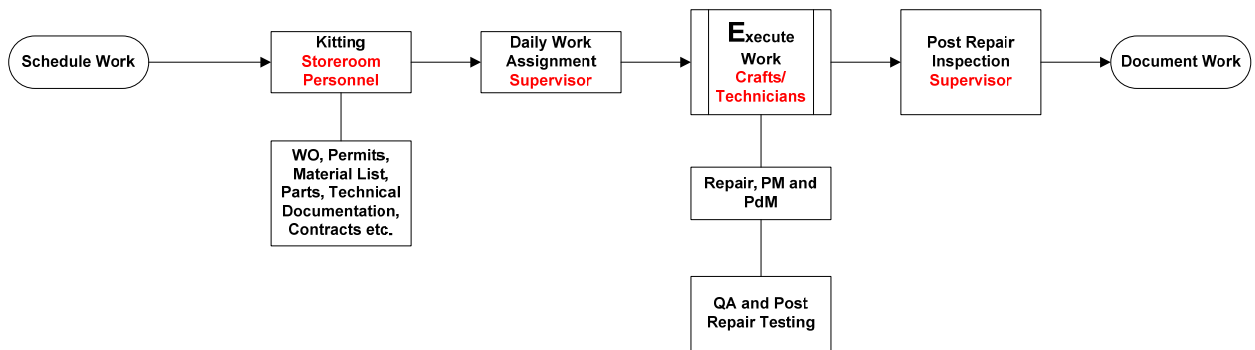 Schedule Work
Kitting
Storeroom
Personnel
Daily Work
Assignment
Supervisor
Execute
Work
Crafts/
Technicians
Post Repair
Inspection
Supervisor
Document Work
WO, Permits,
Material List,
Parts, Technical
Documentation,
Contracts etc.
Repair, PM and
PdM
QA and Post
Repair Testing